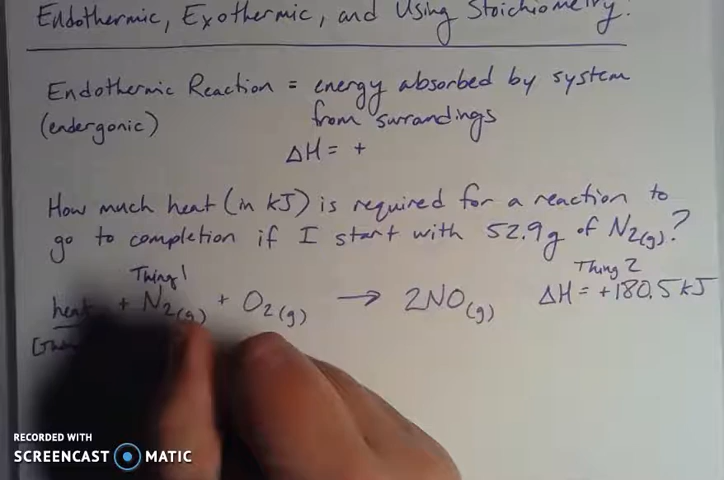 Endothermic, Exothermic, and Using Stoichiometry.
Endothermic Reaction = energy absorbed by system
(endergonic) from surrandings
ΔH = +
How much heat (in kJ) is required for a reaction to
go to completion if I start with 52.9g of N2(g)?
Thing 1 Thing 2
heat + N2(g) + O2(g) → 2NO(g) ΔH = +180.5 kJ
RECORDED WITH
SCREENCAST MATIC